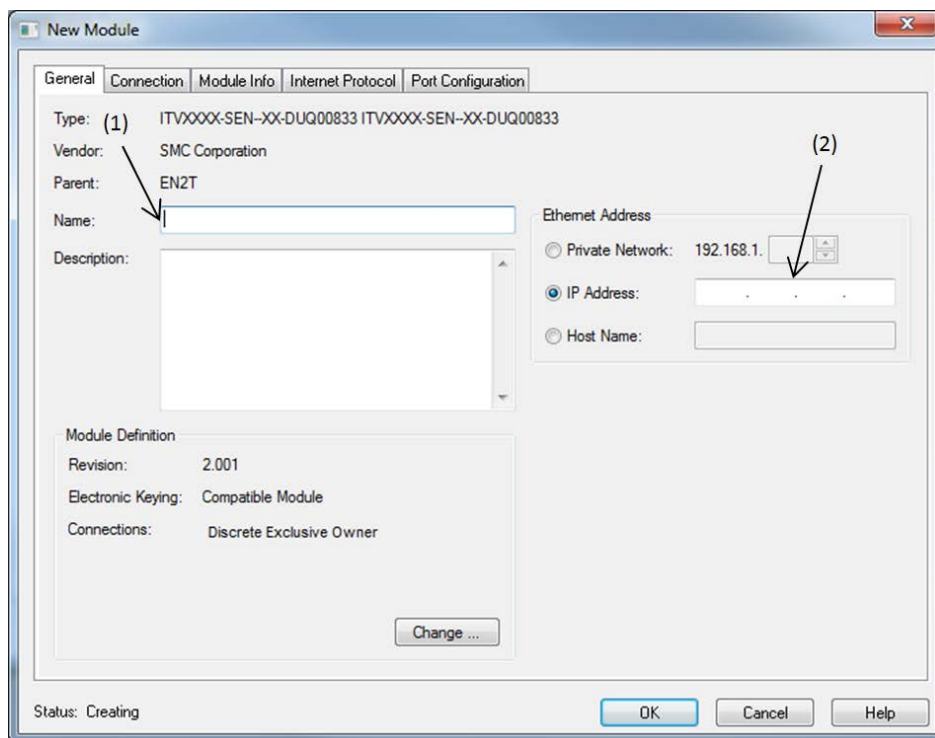 New Module
General Connection Module Info Internet Protocol Port Configuration
Type: ITVXXXX-SEN--XX-DUQ00833 ITVXXXX-SEN--XX-DUQ00833
(1)
Vendor: SMC Corporation
(2)
Parent: EN2T
Name:
Ethernet Address
Description:
Private Network: 192.168.1.
IP Address: . . .
Host Name:
Module Definition
Revision: 2.001
Electronic Keying: Compatible Module
Connections: Discrete Exclusive Owner
Change ...
Status: Creating
OK Cancel Help